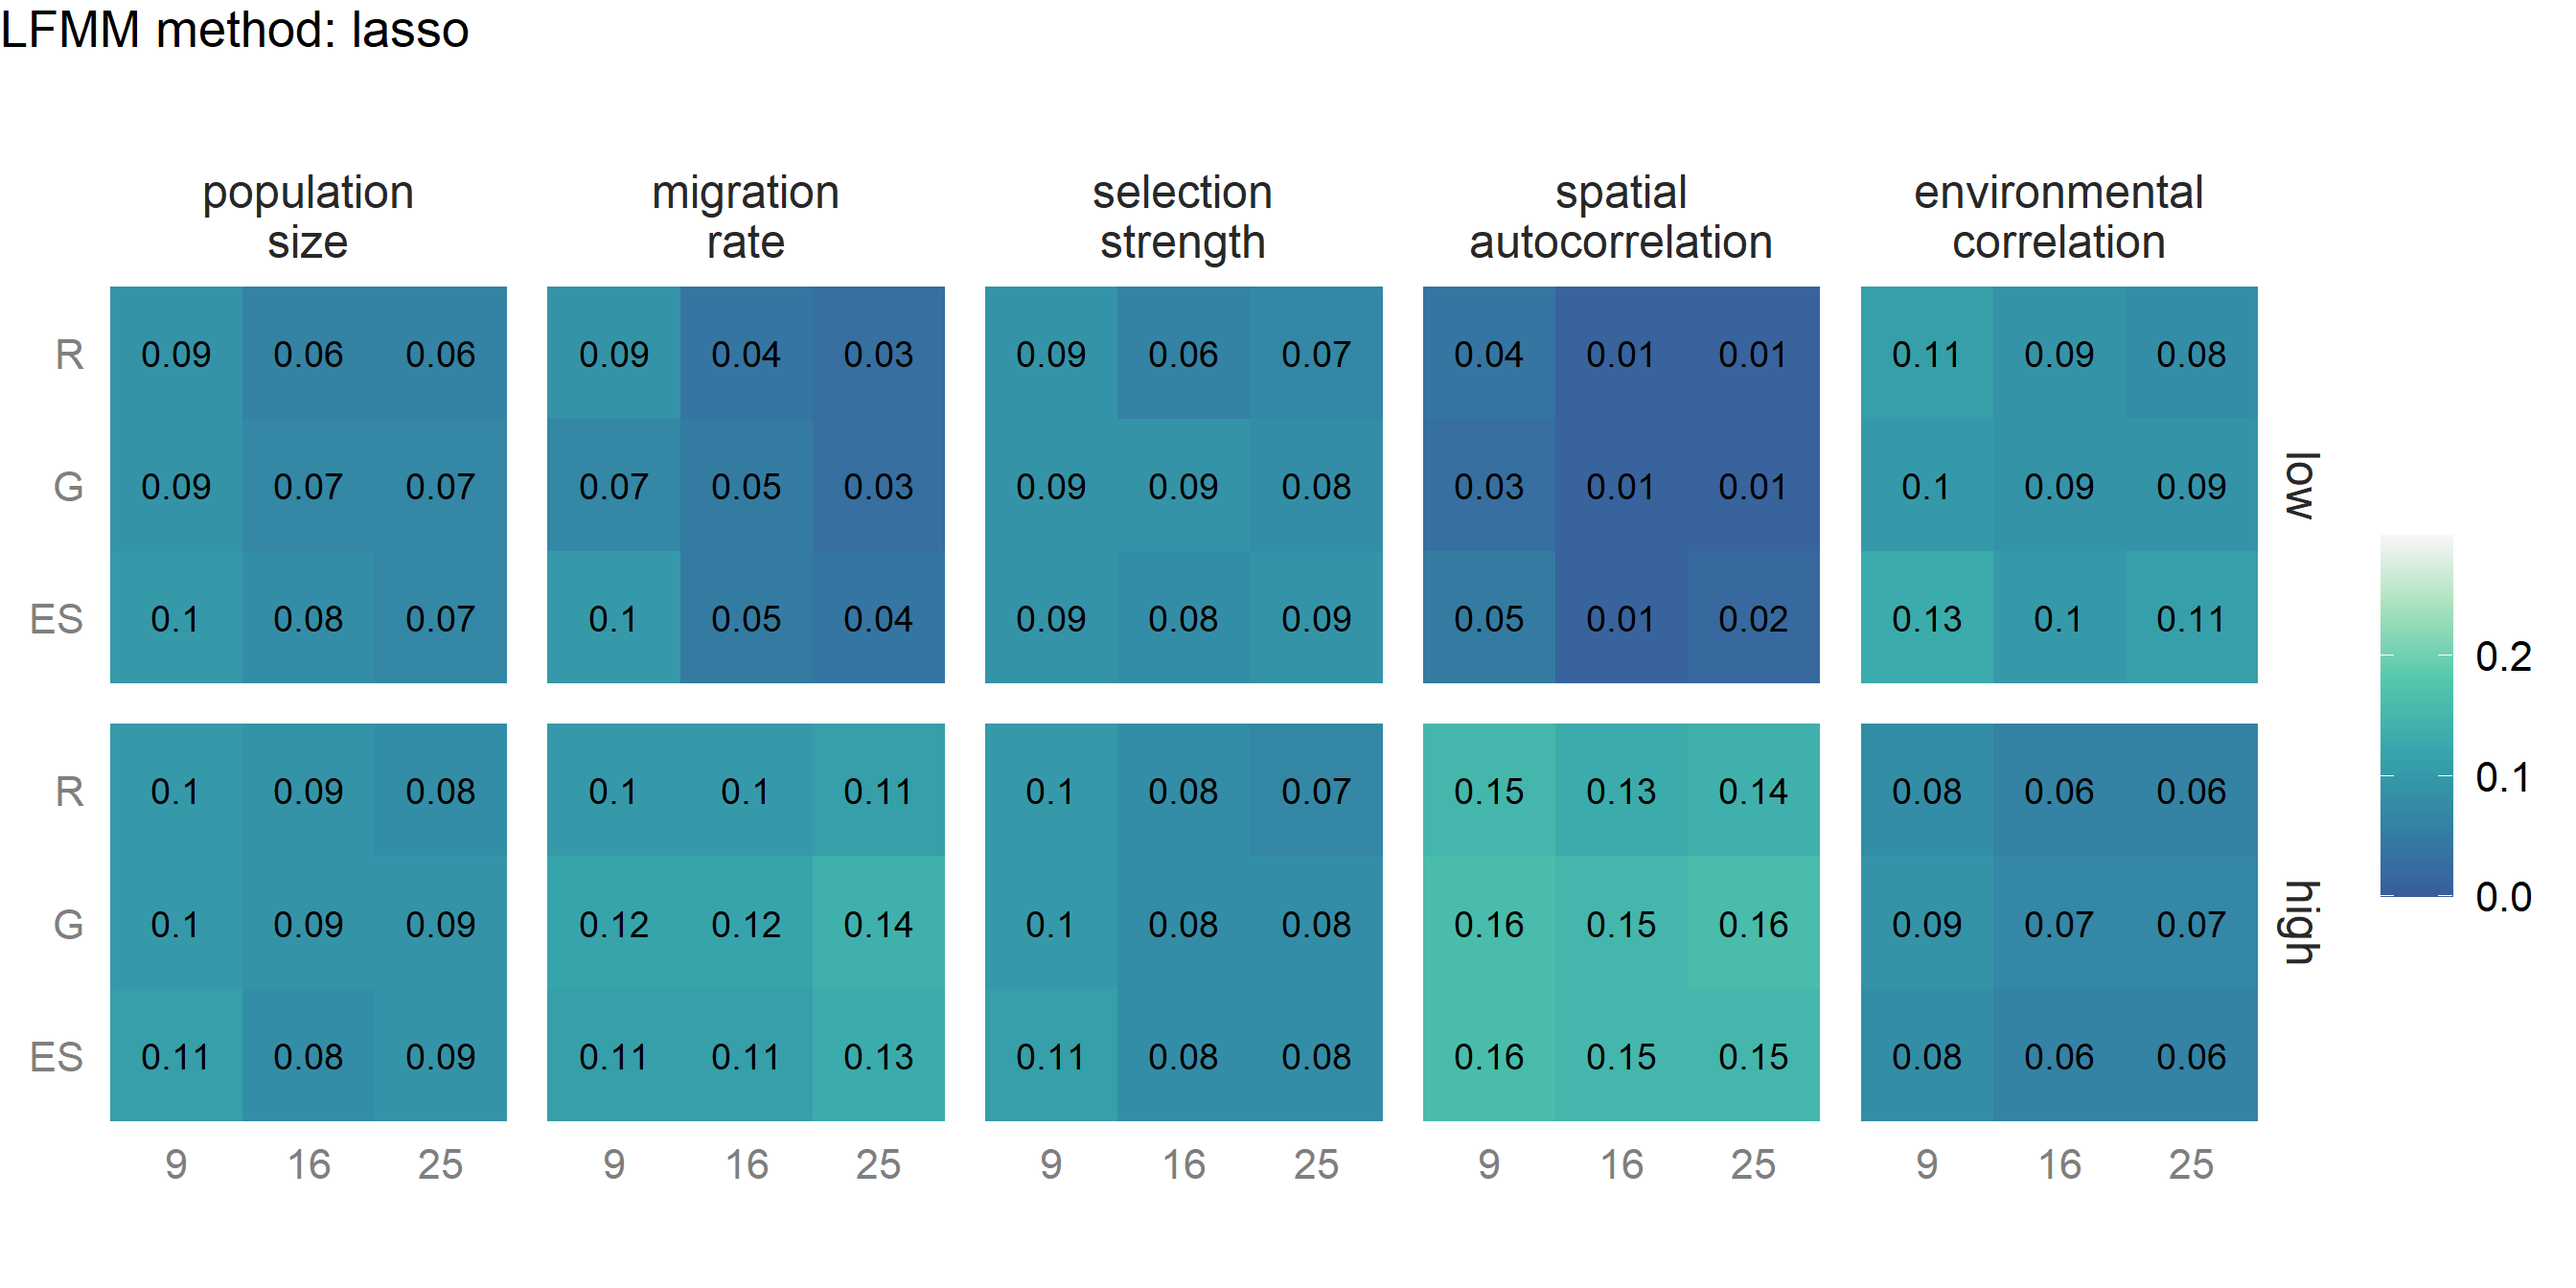 LFMM method: lasso
population size
migration rate
selection strength
spatial autocorrelation
environmental correlation
R 0.09 0.06 0.06 0.09 0.04 0.03 0.09 0.06 0.07 0.04 0.01 0.01 0.11 0.09 0.08
G 0.09 0.07 0.07 0.07 0.05 0.03 0.09 0.09 0.08 0.03 0.01 0.01 0.1 0.09 0.09
low
ES 0.1 0.08 0.07 0.1 0.05 0.04 0.09 0.08 0.09 0.05 0.01 0.02 0.13 0.1 0.11
R 0.1 0.09 0.08 0.1 0.1 0.11 0.1 0.08 0.07 0.15 0.13 0.14 0.08 0.06 0.06
G 0.1 0.09 0.09 0.12 0.12 0.14 0.1 0.08 0.08 0.16 0.15 0.16 0.09 0.07 0.07
high
ES 0.11 0.08 0.09 0.11 0.11 0.13 0.11 0.08 0.08 0.16 0.15 0.15 0.08 0.06 0.06
9 16 25 9 16 25 9 16 25 9 16 25 9 16 25
0.2
0.1
0.0